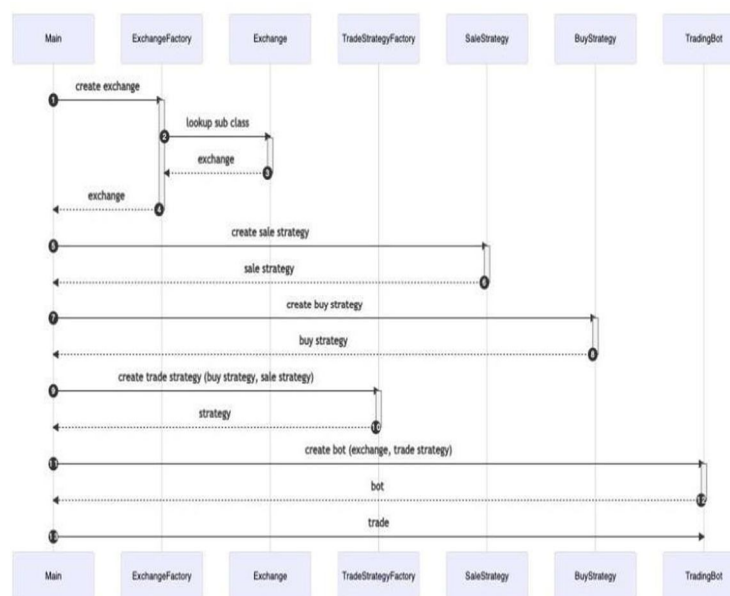 Main ExchangeFactory Exchange TradeStrategyFactory SaleStrategy BuyStrategy TradingBot
create exchange
1
lookup sub class
2
exchange
3
exchange
4
create sale strategy
5
sale strategy
6
create buy strategy
7
buy strategy
8
create trade strategy (buy strategy, sale strategy)
9
strategy
10
create bot (exchange, trade strategy)
11
bot
12
trade
13
Main ExchangeFactory Exchange TradeStrategyFactory SaleStrategy BuyStrategy TradingBot